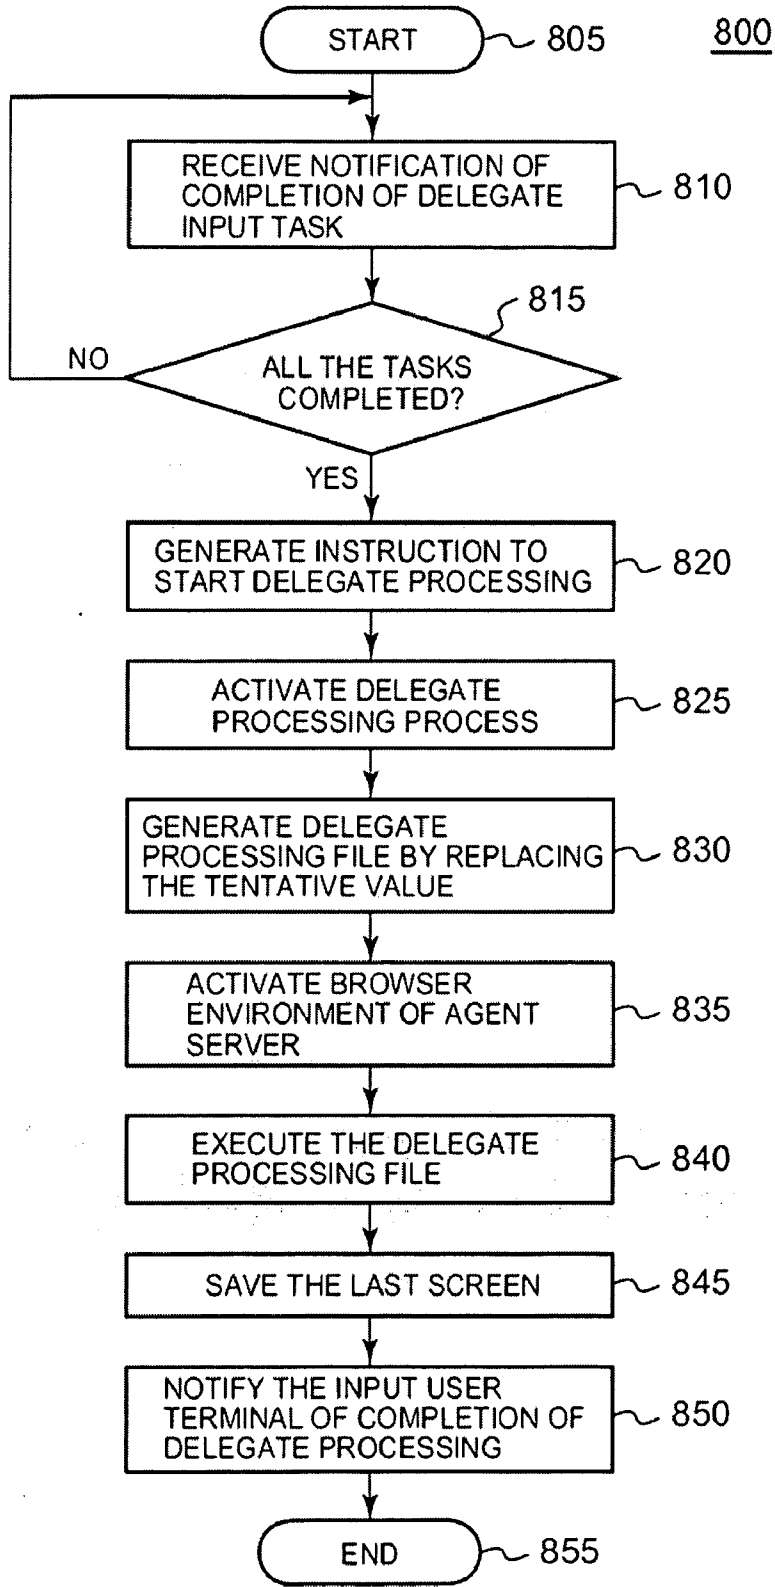 START
805
800
RECEIVE NOTIFICATION OF
COMPLETION OF DELEGATE
INPUT TASK
810
815
NO
ALL THE TASKS
COMPLETED?
YES
GENERATE INSTRUCTION TO
START DELEGATE PROCESSING
820
ACTIVATE DELEGATE
PROCESSING PROCESS
825
GENERATE DELEGATE
PROCESSING FILE BY REPLACING
THE TENTATIVE VALUE
830
ACTIVATE BROWSER
ENVIRONMENT OF AGENT
SERVER
835
EXECUTE THE DELEGATE
PROCESSING FILE
840
SAVE THE LAST SCREEN
845
NOTIFY THE INPUT USER
TERMINAL OF COMPLETION OF
DELEGATE PROCESSING
850
END
855